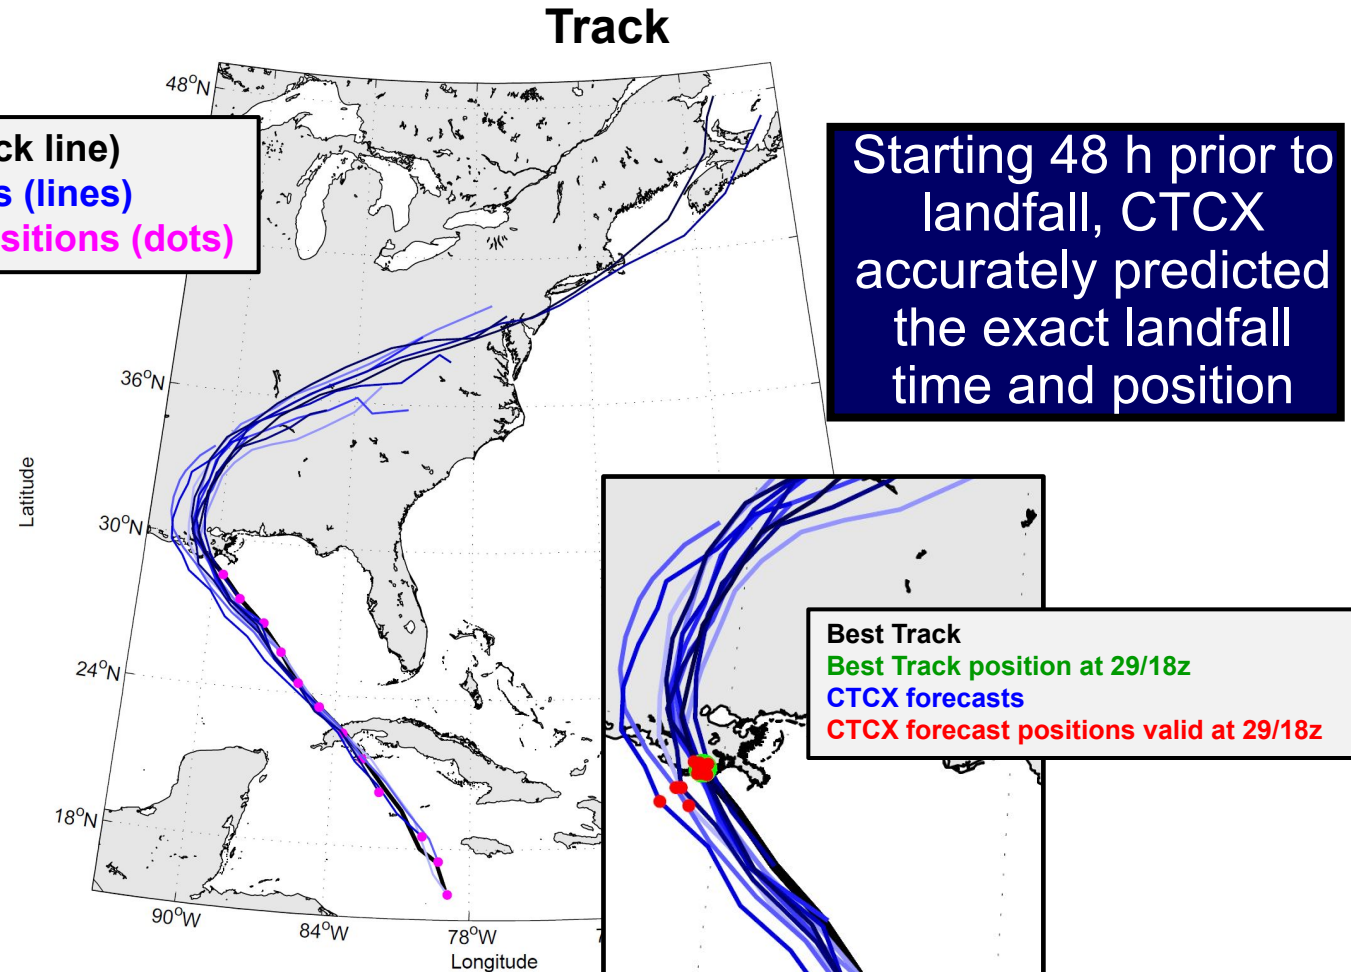 Track
48°N
ck line)
s (lines)
sitions (dots)
Starting 48 h prior to
landfall, CTCX
accurately predicted
the exact landfall
time and position
36°N
Latitude
30°N
24°N
18°N
90°W
84°W
78°W
Longitude
Best Track
Best Track position at 29/18z
CTCX forecasts
CTCX forecast positions valid at 29/18z